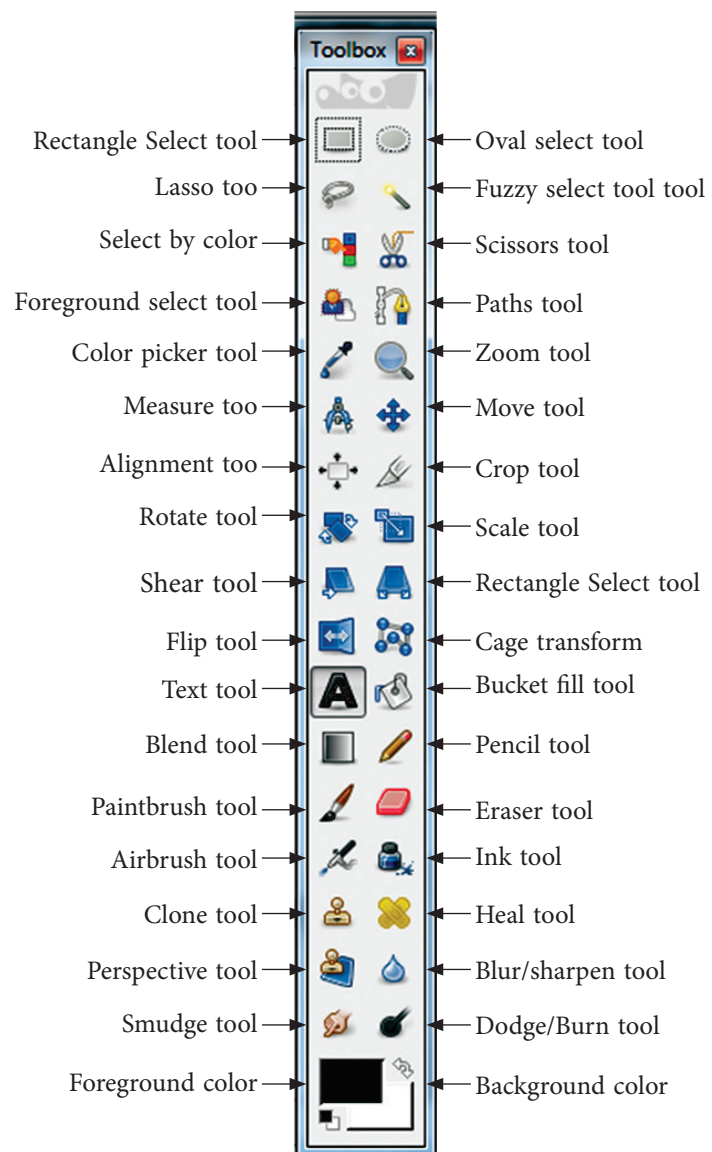 Toolbox
Rectangle Select tool
Oval select tool
Lasso too
Fuzzy select tool tool
Select by color
Scissors tool
Foreground select tool
Paths tool
Color picker tool
Zoom tool
Measure too
Move tool
Alignment too
Crop tool
Rotate tool
Scale tool
Shear tool
Rectangle Select tool
Flip tool
Cage transform
Text tool
Bucket fill tool
Blend tool
Pencil tool
Paintbrush tool
Eraser tool
Airbrush tool
Ink tool
Clone tool
Heal tool
Perspective tool
Blur/sharpen tool
Smudge tool
Dodge/Burn tool
Foreground color
Background color